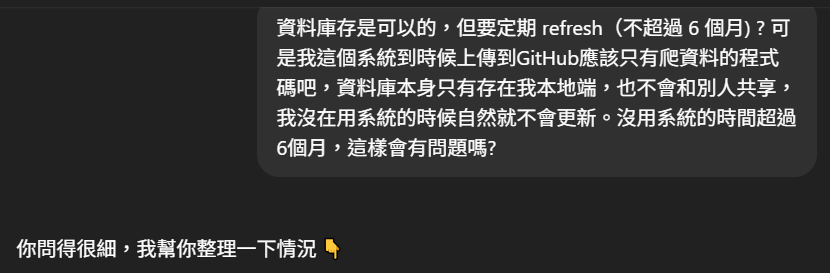 資料庫存是可以的，但要定期 refresh（不超過 6 個月)？可
是我這個系統到時候上傳到GitHub應該只有爬資料的程式
碼吧，資料庫本身只有存在我本地端，也不會和別人共享，
我沒在用系統的時候自然就不會更新。沒用系統的時間超過
6個月，這樣會有問題嗎?
你問得很細，我幫你整理一下情況👇